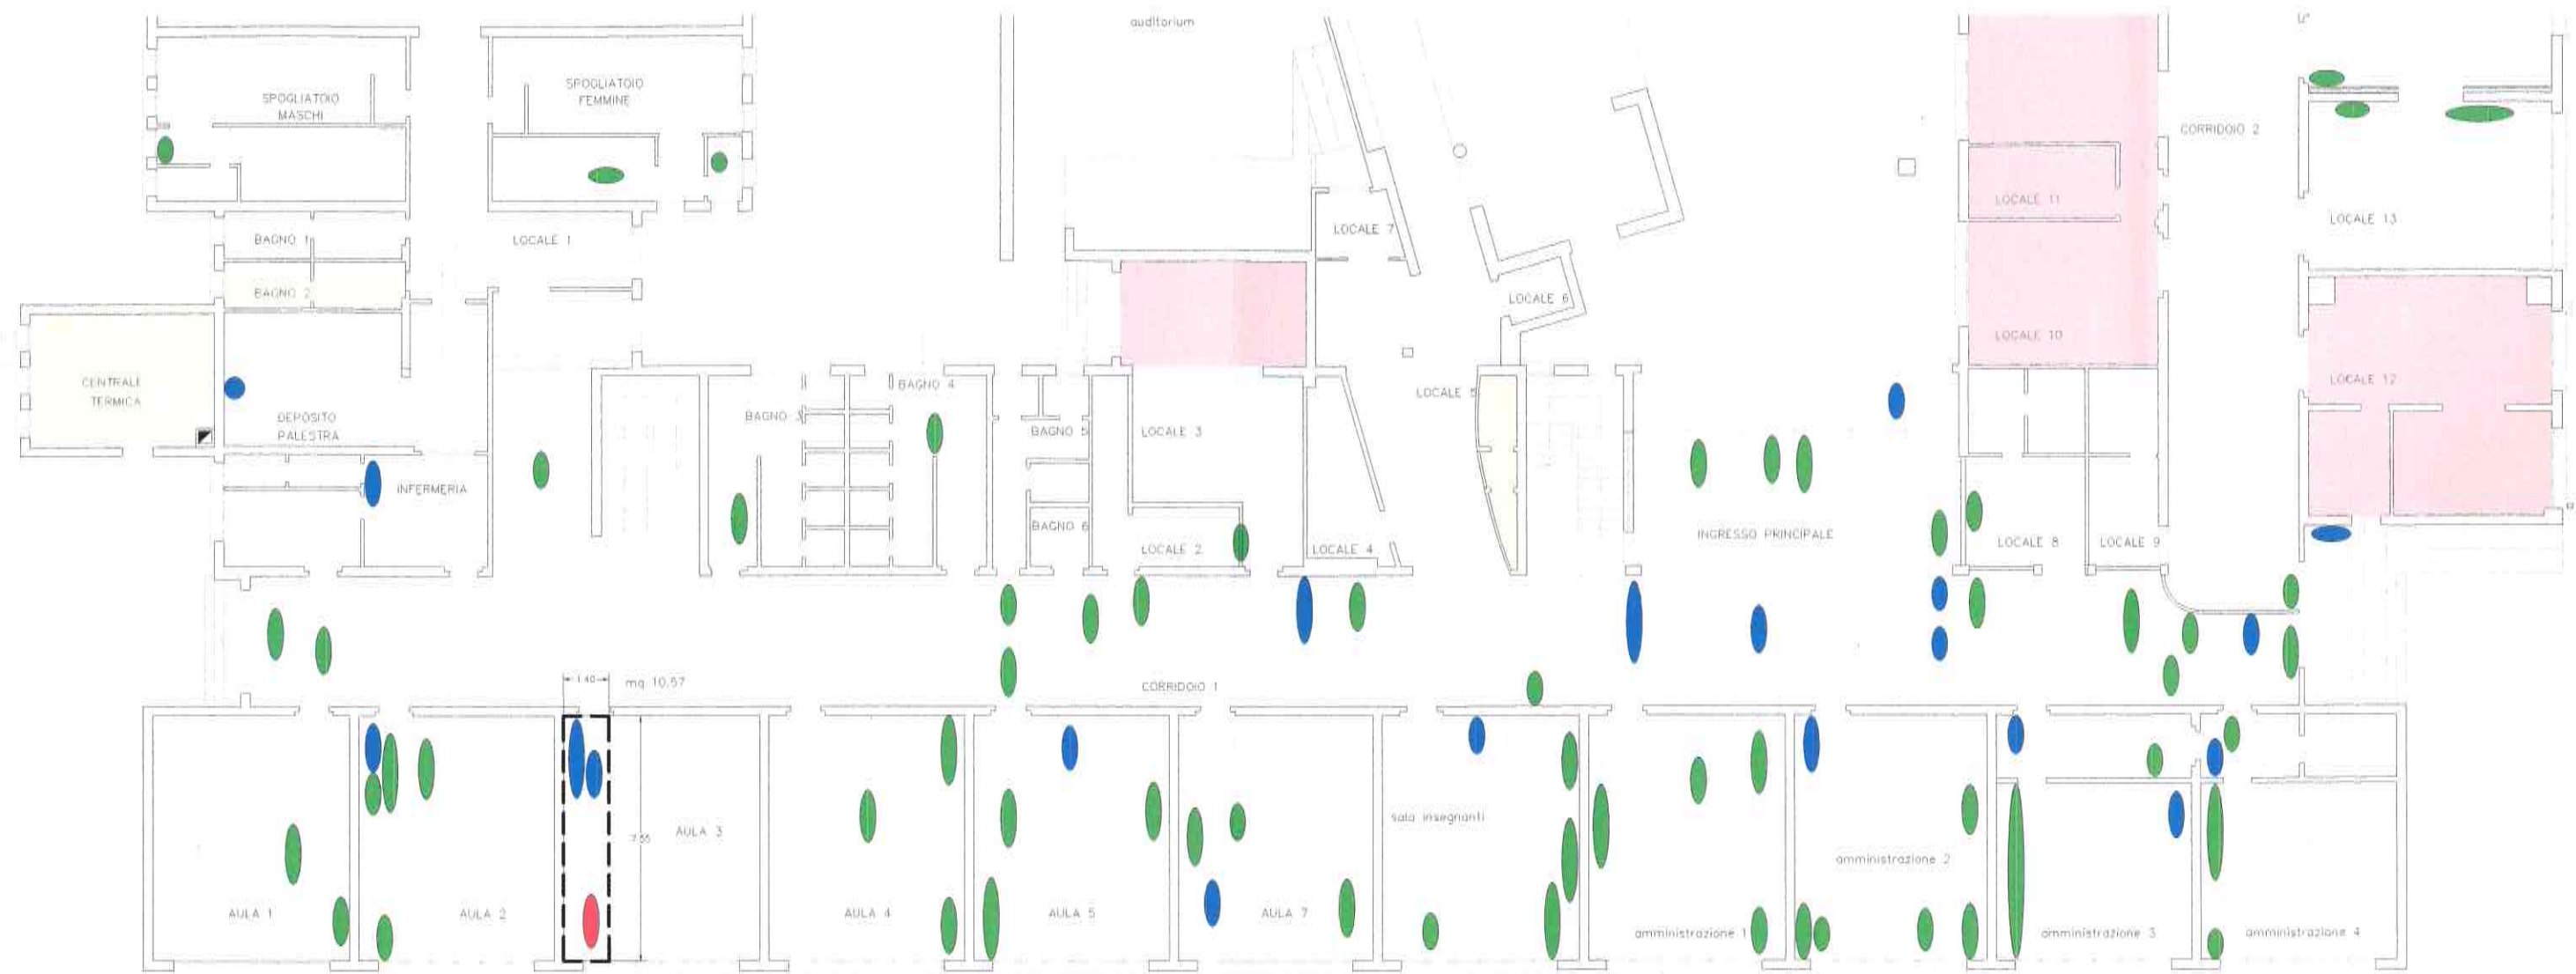 auditorium
SPOGLIATOIO
FEMMINE
SPOGLIATOIO
MASCHI
CORRIDOIO 2
LOCALE 11
LOCALE 13
LOCALE 7
BAGNO 1
LOCALE 1
BAGNO 2
LOCALE 6
LOCALE 10
CENTRALE
TERMICA
BAGNO 4
LOCALE 5
LOCALE 12
DEPOSITO
PALESTRA
BAGNO 3
BAGNO 5
LOCALE 3
INFERMERIA
BAGNO 6
LOCALE 2
LOCALE 4
INGRESSO PRINCIPALE
LOCALE 8
LOCALE 9
1.40
mq 10,57
CORRIDOIO 1
7.55
AULA 3
sala insegnanti
amministrazione 2
AULA 1
AULA 2
AULA 4
AULA 5
AULA 7
amministrazione 1
amministrazione 3
amministrazione 4